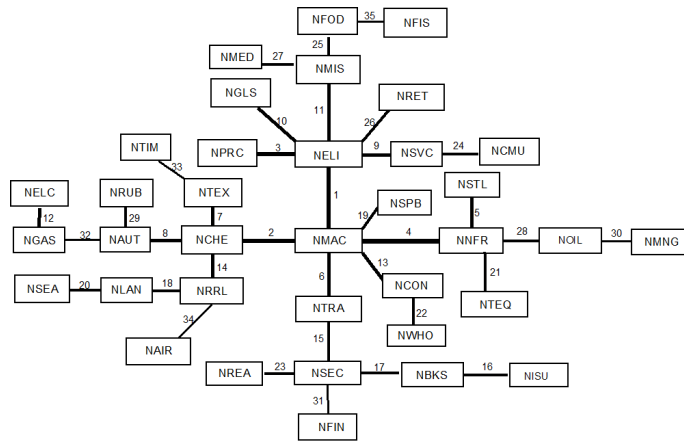 NFOD 35 NFIS
25
NMED 27 NMIS
NGLS 11 NRET
10 26
NPRC 3 NELI 9 NSVC 24 NCMU
NTIM
33
NELC NRUB NTEX 1 NSPB NSTL
12 29 7 19 5
NGAS 32 NAUT 8 NCHE 2 NMAC 4 NNFR 28 NOIL 30 NMNG
14 6 13 21
NSEA 20 NLAN 18 NRRL NCON
NTRA NTEQ
34 22
NAIR 15 NWHO
NREA 23 NSEC 17 NBKS 16 NISU
31
NFIN